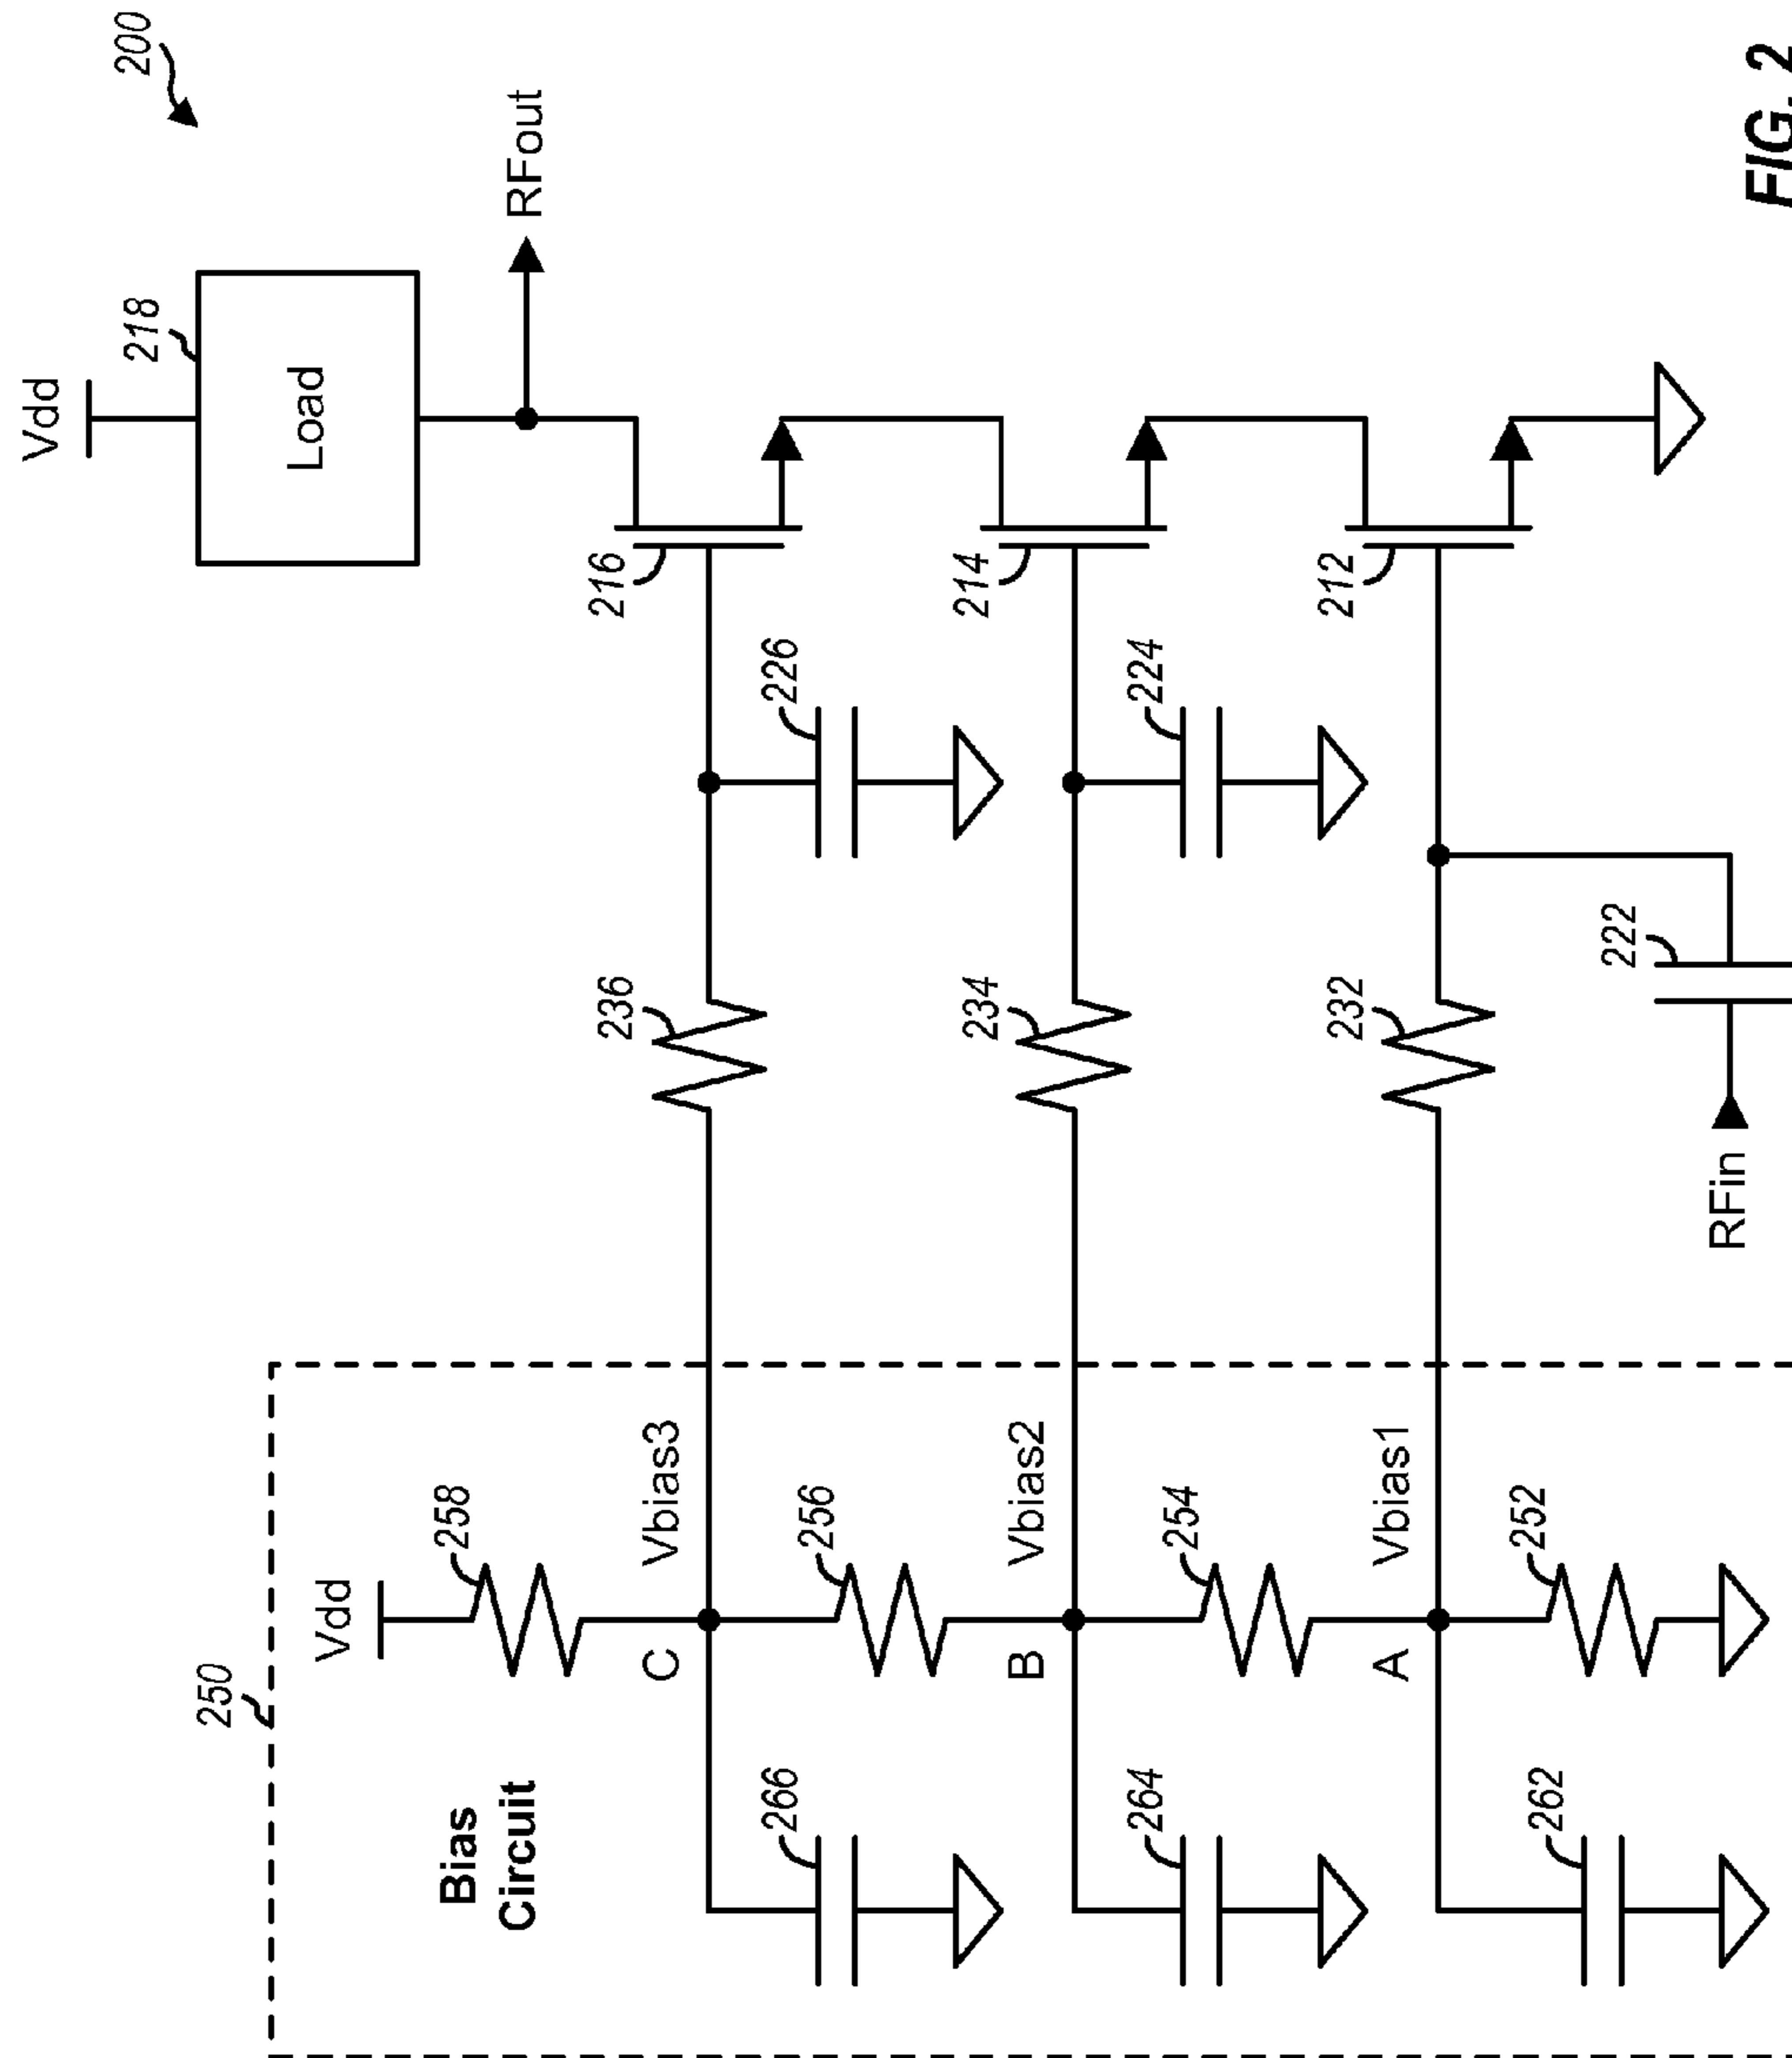 200
Vdd
218
Load
RFout
216
226
236
214
224
234
212
232
222
RFin
250
Bias
Circuit
Vdd
258
Vbias3
C
266
256
Vbias2
B
264
254
Vbias1
A
262
252
FIG. 2